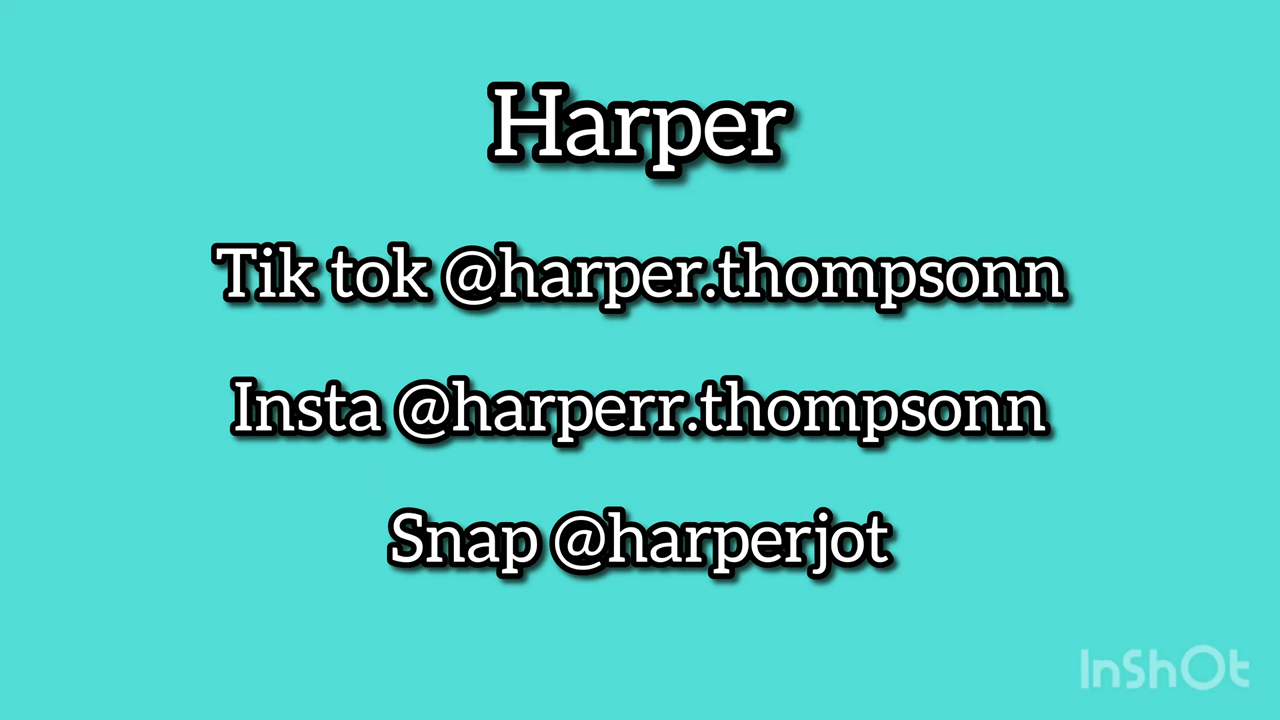 Harper
Tik tok @harper.thompsonn
Insta @harperr.thompsonn
Snap @harperjot
InShOt